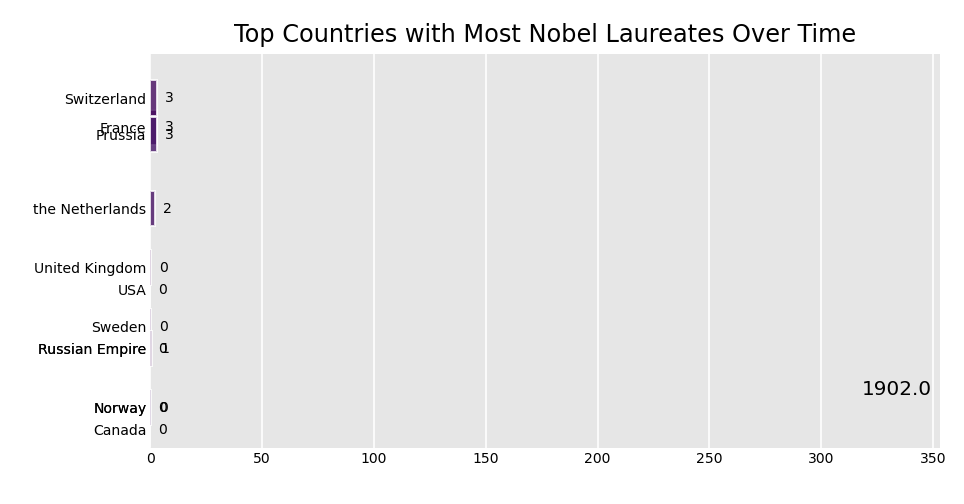 Top Countries with Most Nobel Laureates Over Time
Switzerland 3
France 3
Prussia 3
the Netherlands 2
United Kingdom 0
USA 0
Sweden 0
Russian Empire 0 1
1902.0
Norway 0
Canada 0
0 50 100 150 200 250 300 350